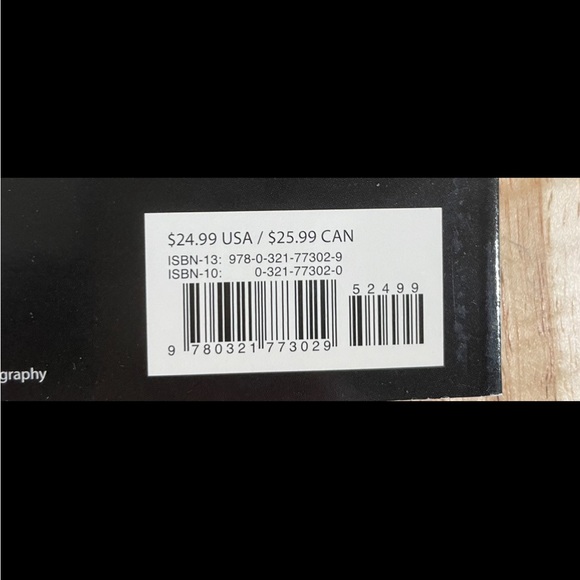 $24.99 USA / $25.99 CAN
ISBN-13: 978-0-321-77302-9
ISBN-10: 0-321-77302-0
52499
9 780321 773029
graphy